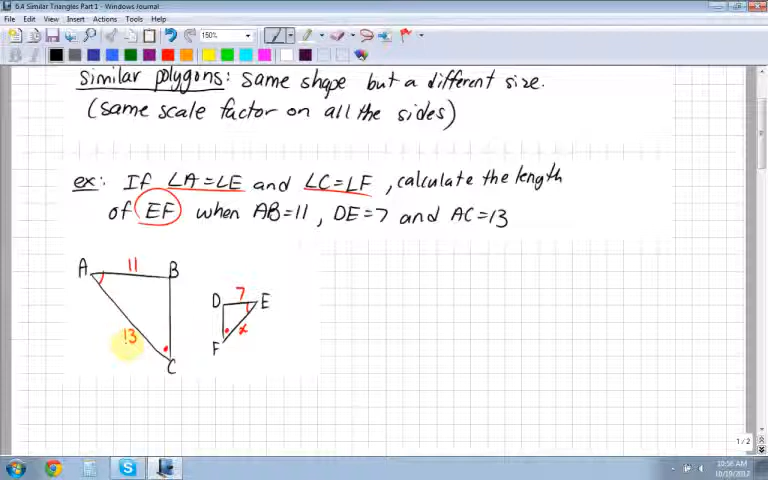 6.4 Similar Triangles Part 1 - Windows Journal
File Edit View Insert Actions Tools Help
150%
similar polygons: same shape but a different size.
(same scale factor on all the sides)
ex: If ∠A=∠E and ∠C=∠F, calculate the length
of EF when AB=11, DE=7 and AC=13
A 11 B
D 7 E
13 x
F
C
1 / 2
10:56 AM
10/19/2012